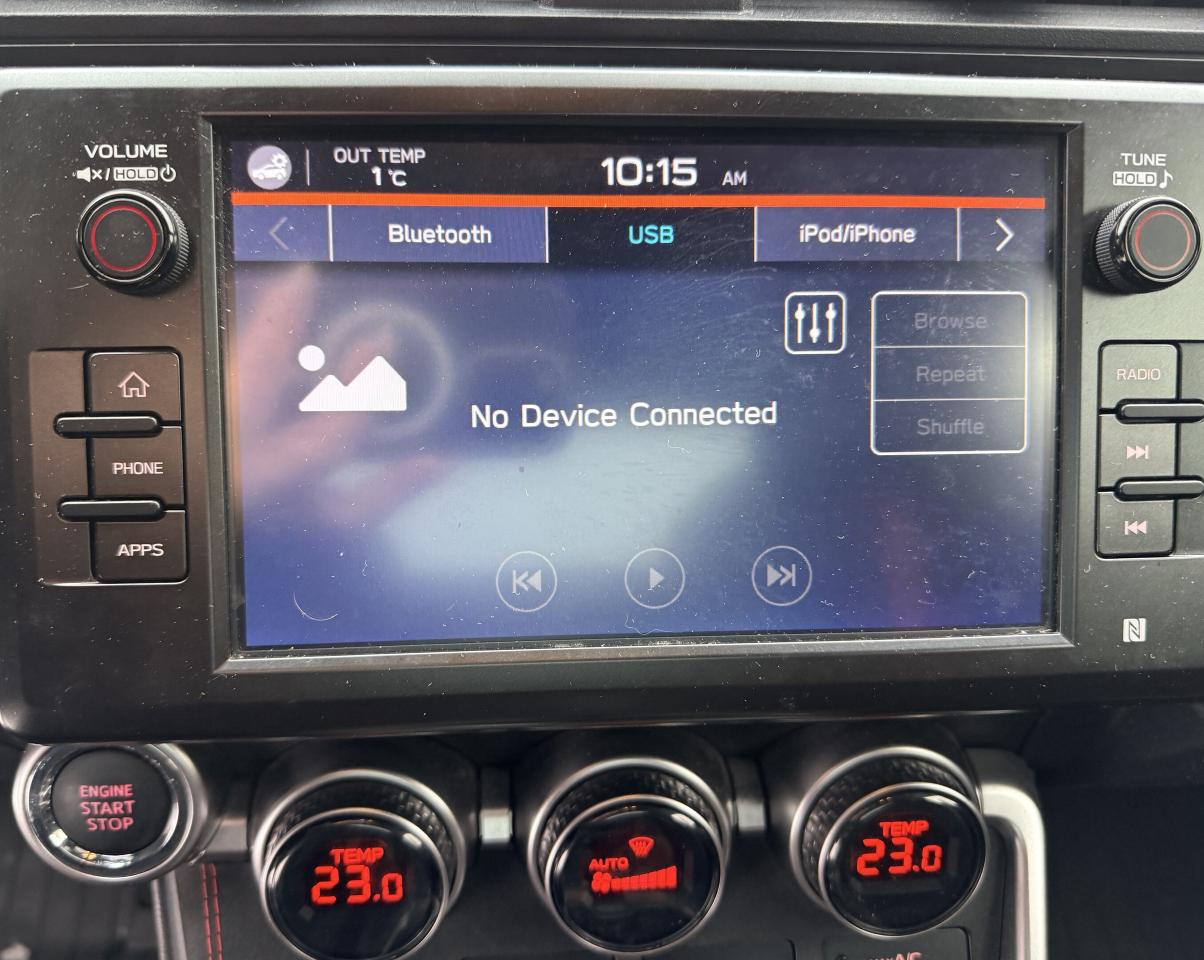 VOLUME
/ HOLD
OUT TEMP
1°C
10:15 AM
TUNE
HOLD
Bluetooth
USB
iPod/iPhone
Browse
Repeat
Shuffle
No Device Connected
PHONE
APPS
RADIO
ENGINE
START
STOP
TEMP
23.0
AUTO
TEMP
23.0
A/C